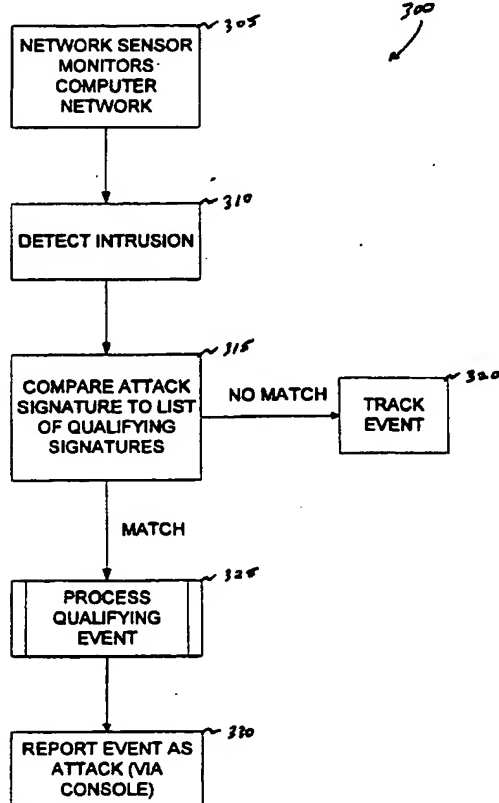 305
300
NETWORK SENSOR
MONITORS
COMPUTER
NETWORK
310
DETECT INTRUSION
315
COMPARE ATTACK
SIGNATURE TO LIST
OF QUALIFYING
SIGNATURES
NO MATCH
320
TRACK
EVENT
MATCH
325
PROCESS
QUALIFYING
EVENT
330
REPORT EVENT AS
ATTACK (VIA
CONSOLE)